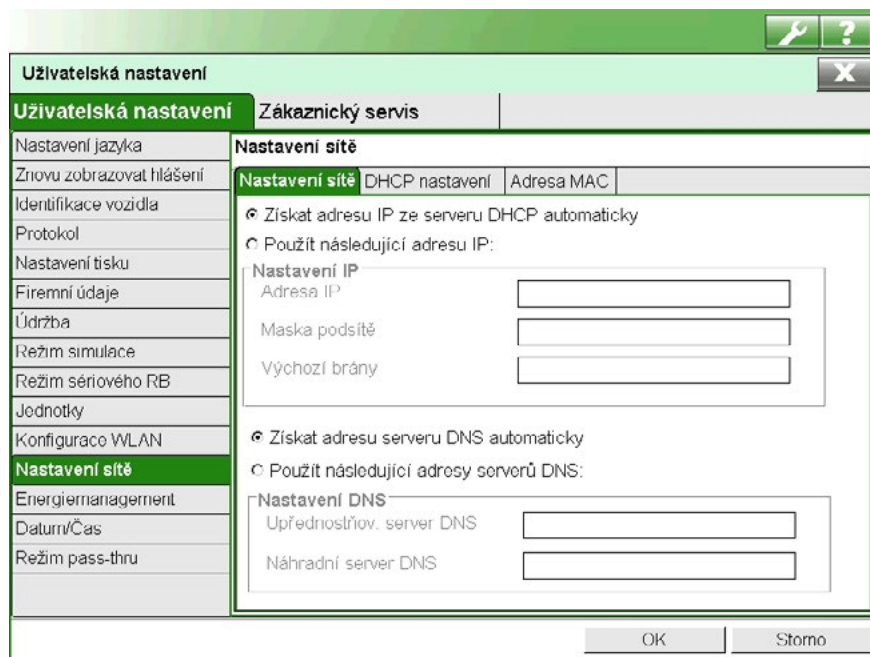 ?
Uživatelská nastavení
X
Uživatelská nastavení
Zákaznický servis
Nastavení jazyka
Znovu zobrazovat hlášení
Identifikace vozidla
Protokol
Nastavení tisku
Firemní údaje
Údržba
Režim simulace
Režim sériového RB
Jednotky
Konfigurace WLAN
Nastavení sítě
Energiemanagement
Datum/Čas
Režim pass-thru
Nastavení sítě
Nastavení sítě
DHCP nastavení
Adresa MAC
Získat adresu IP ze serveru DHCP automaticky
Použít následující adresu IP:
Nastavení IP
Adresa IP
Maska podsítě
Výchozí brány
Získat adresu serveru DNS automaticky
Použít následující adresy serverů DNS:
Nastavení DNS
Upřednostňov. server DNS
Náhradní server DNS
OK
Storno